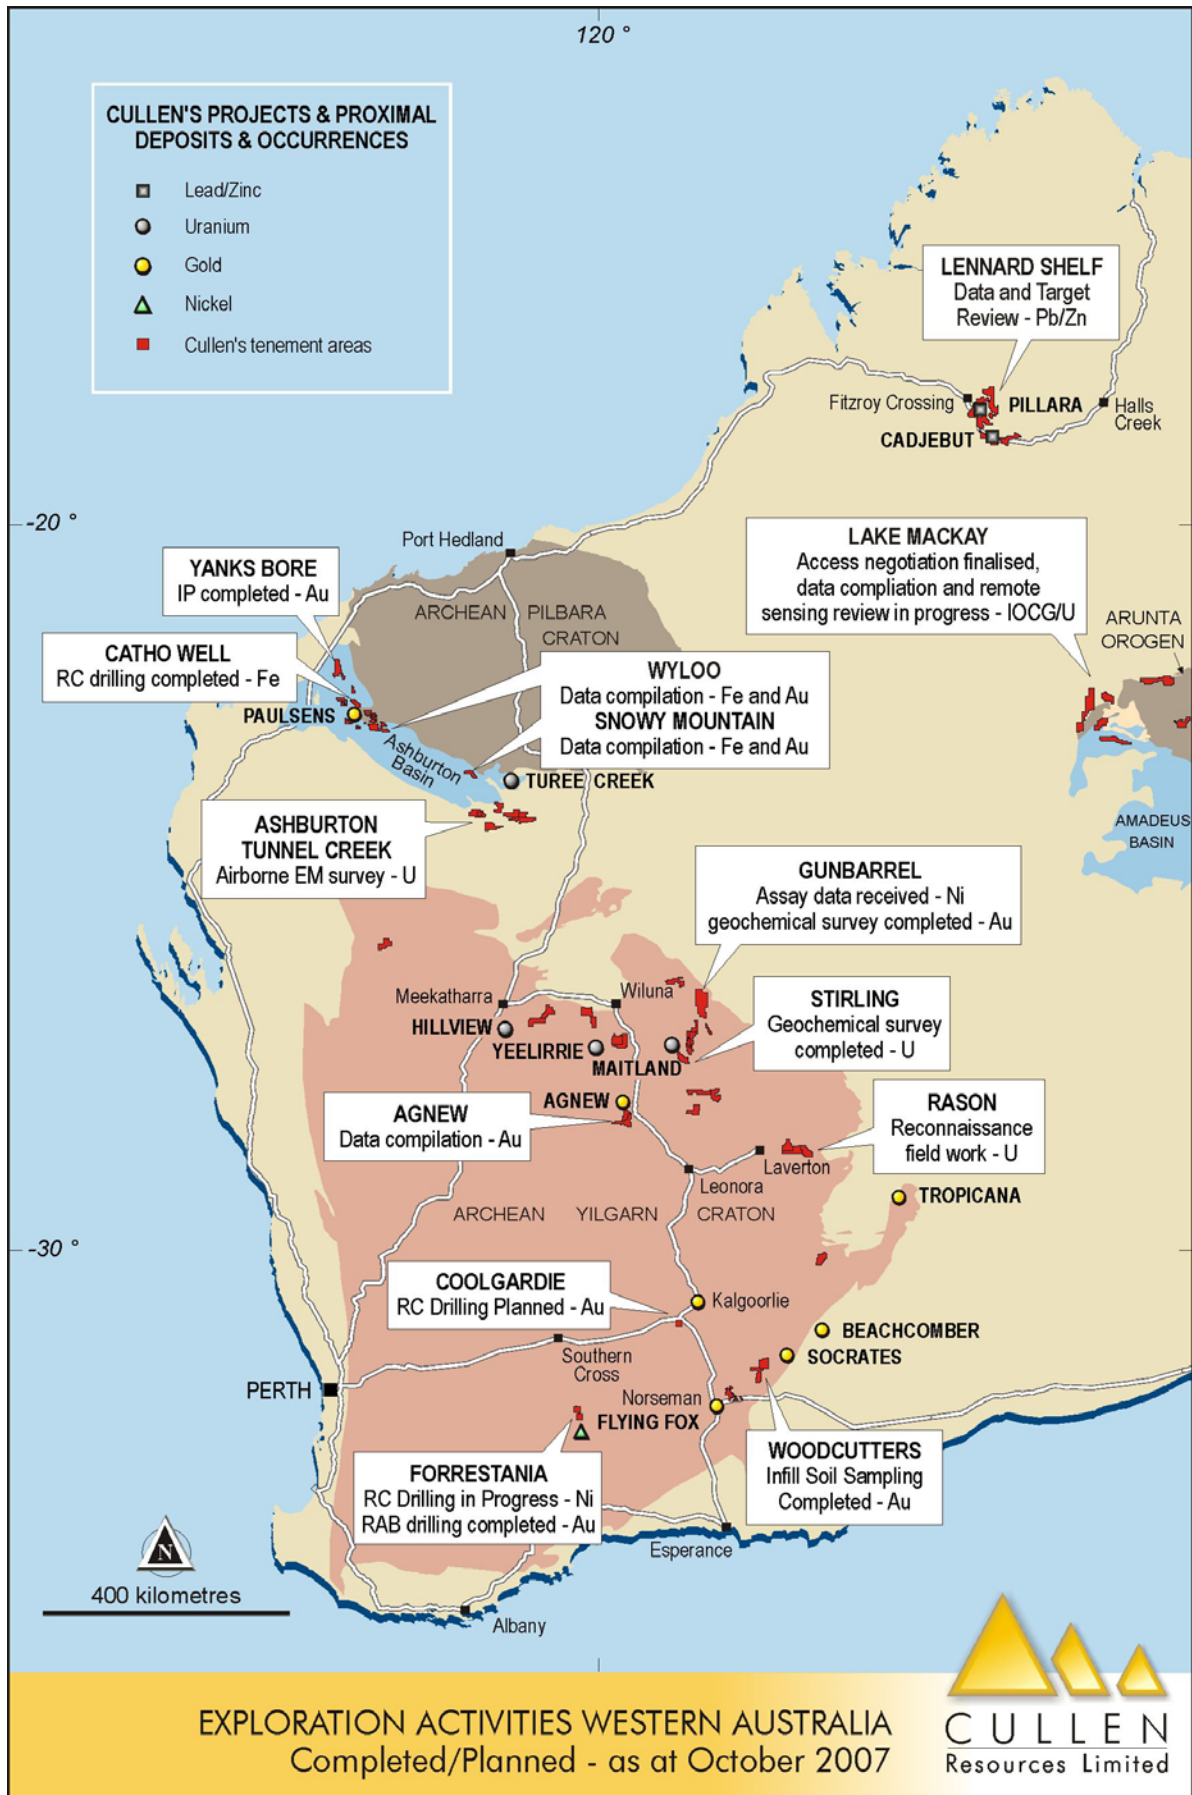 120 °
CULLEN'S PROJECTS & PROXIMAL
DEPOSITS & OCCURRENCES
Lead/Zinc
Uranium
Gold
Nickel
Cullen's tenement areas
LENNARD SHELF
Data and Target
Review - Pb/Zn
Fitzroy Crossing
PILLARA
Halls
Creek
CADJEBUT
-20 °
Port Hedland
LAKE MACKAY
Access negotiation finalised,
data compliation and remote
sensing review in progress - IOCG/U
YANKS BORE
IP completed - Au
ARCHEAN PILBARA
CRATON
ARUNTA
OROGEN
CATHO WELL
RC drilling completed - Fe
WYLOO
Data compilation - Fe and Au
SNOWY MOUNTAIN
Data compilation - Fe and Au
PAULSENS
Ashburton
Basin
TUREE CREEK
ASHBURTON
TUNNEL CREEK
Airborne EM survey - U
AMADEUS
BASIN
GUNBARREL
Assay data received - Ni
geochemical survey completed - Au
Meekatharra
Wiluna
STIRLING
Geochemical survey
completed - U
HILLVIEW
YEELIRRIE
MAITLAND
AGNEW
AGNEW
Data compilation - Au
RASON
Reconnaissance
field work - U
Laverton
Leonora
TROPICANA
ARCHEAN YILGARN CRATON
-30 °
COOLGARDIE
RC Drilling Planned - Au
Kalgoorlie
BEACHCOMBER
Southern
Cross
SOCRATES
PERTH
Norseman
FLYING FOX
WOODCUTTERS
Infill Soil Sampling
Completed - Au
FORRESTANIA
RC Drilling in Progress - Ni
RAB drilling completed - Au
Esperance
N
400 kilometres
Albany
EXPLORATION ACTIVITIES WESTERN AUSTRALIA
Completed/Planned - as at October 2007
CULLEN
Resources Limited